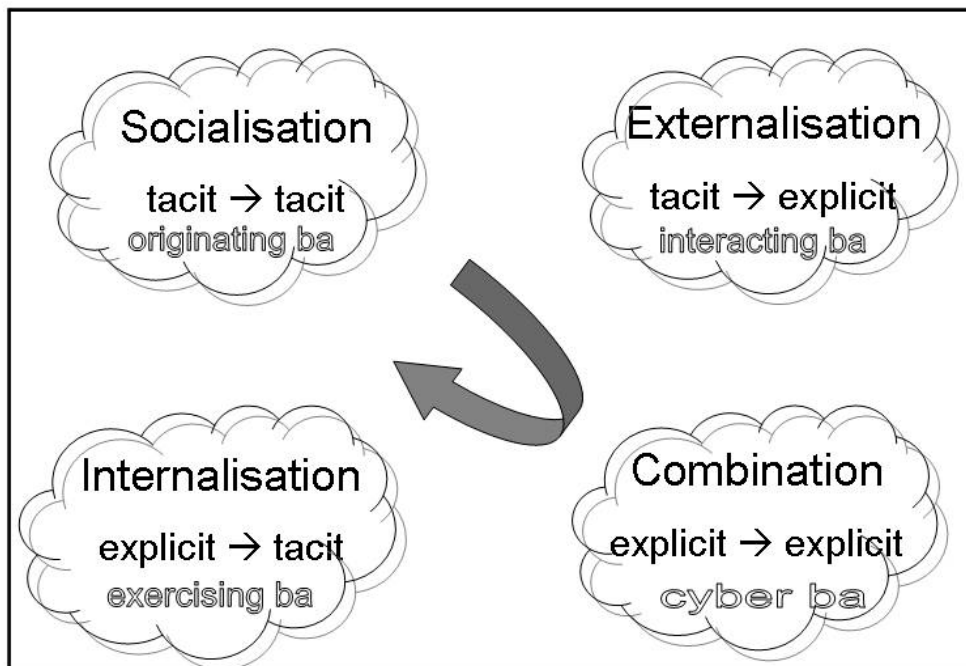 Socialisation
tacit → tacit
originating ba
Externalisation
tacit → explicit
interacting ba
Internalisation
explicit → tacit
exercising ba
Combination
explicit → explicit
cyber ba